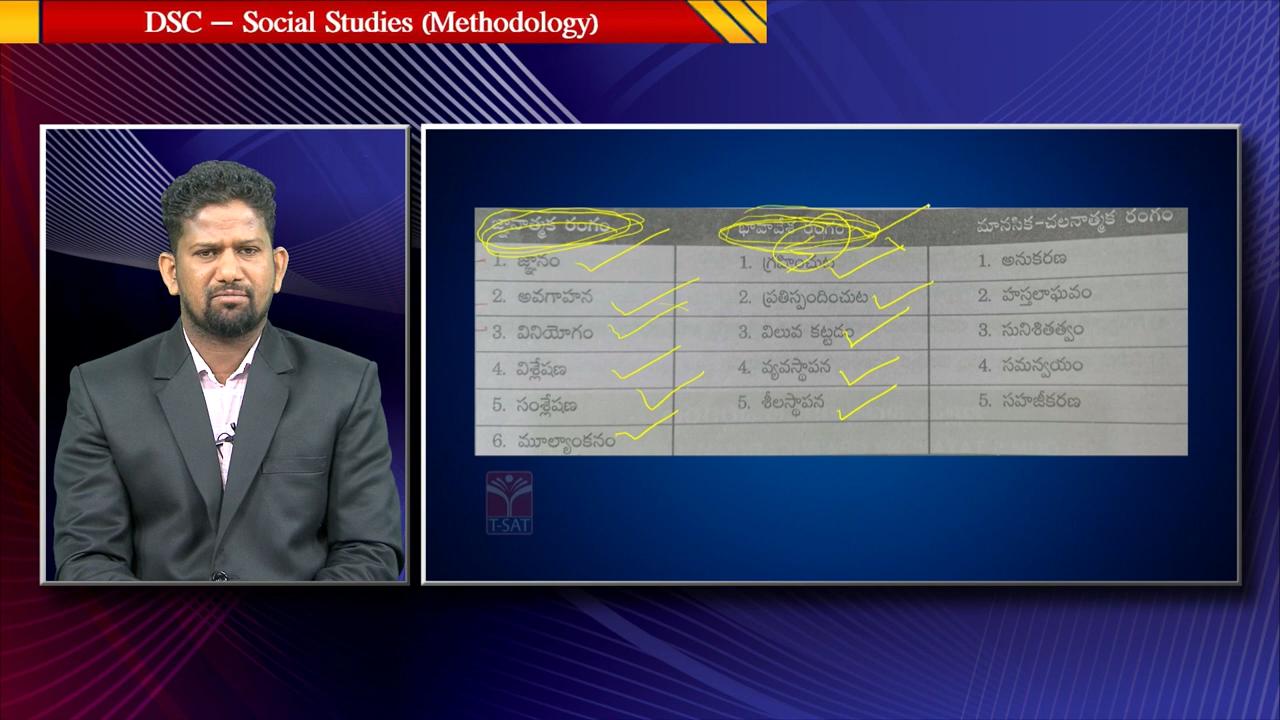 DSC – Social Studies (Methodology)
జ్ఞానాత్మక రంగం భావావేశ రంగం మానసిక-చలనాత్మక రంగం
1. జ్ఞానం 1. గ్రహించుట 1. అనుకరణ
2. అవగాహన 2. ప్రతిస్పందించుట 2. హస్తలాఘవం
3. వినియోగం 3. విలువ కట్టడం 3. సునిశితత్వం
4. విశ్లేషణ 4. వ్యవస్థాపన 4. సమన్వయం
5. సంశ్లేషణ 5. శీలస్థాపన 5. సహజీకరణ
6. మూల్యాంకనం
T-SAT